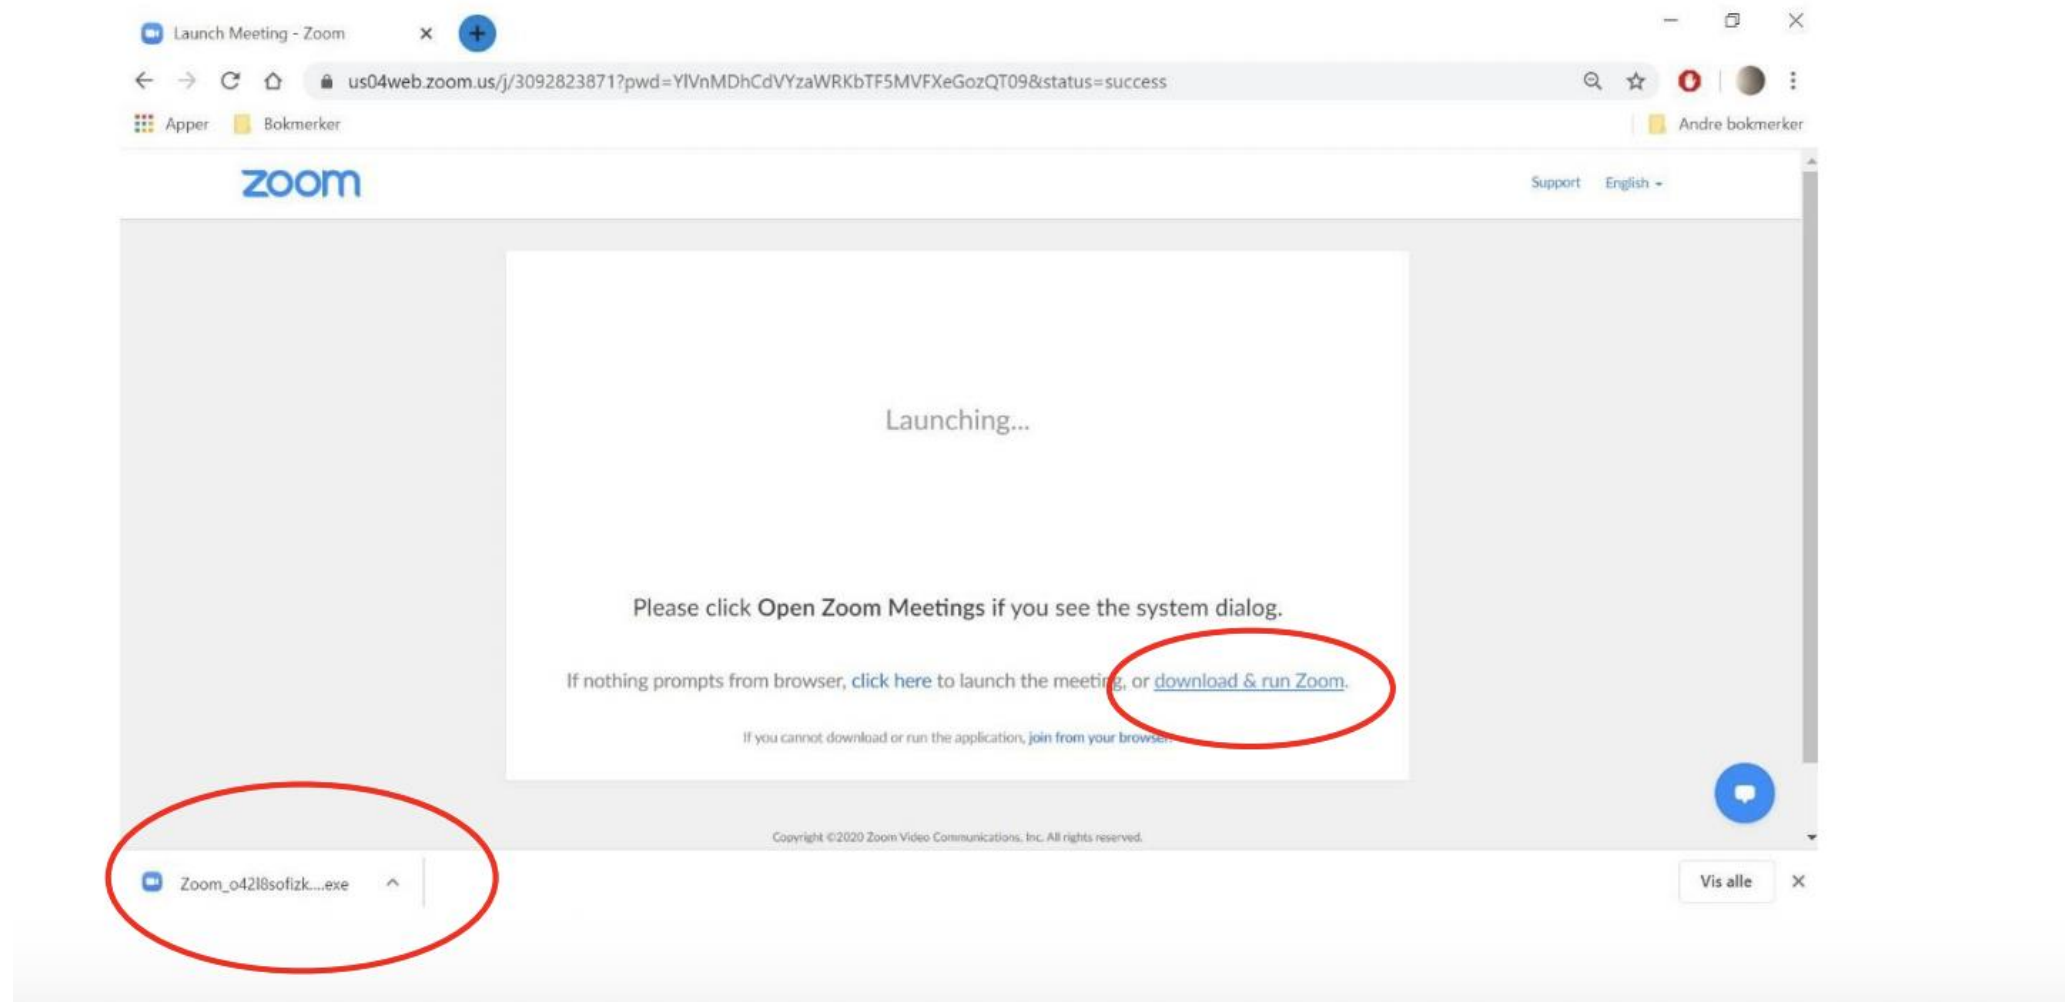 Launch Meeting - Zoom
us04web.zoom.us/j/3092823871?pwd=YlVnMDhCdVYzaWRKbTF5MVFXeGozQT09&status=success
Apper Bokmerker Andre bokmerker
zoom Support English
Launching...
Please click Open Zoom Meetings if you see the system dialog.
If nothing prompts from browser, click here to launch the meeting, or download & run Zoom.
If you cannot download or run the application, join from your browser.
Copyright ©2020 Zoom Video Communications, Inc. All rights reserved.
Zoom_o42l8sofizk....exe Vis alle